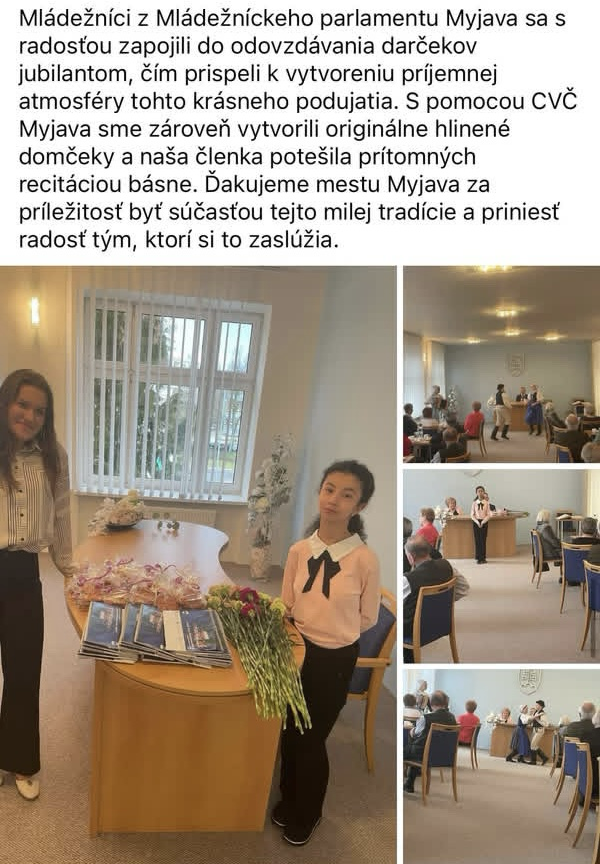 Mládežníci z Mládežníckeho parlamentu Myjava sa s
radosťou zapojili do odovzdávania darčekov
jubilantom, čím prispeli k vytvoreniu príjemnej
atmosféry tohto krásneho podujatia. S pomocou CVČ
Myjava sme zároveň vytvorili originálne hlinené
domčeky a naša členka potešila prítomných
recitáciou básne. Ďakujeme mestu Myjava za
príležitosť byť súčasťou tejto milej tradície a priniesť
radosť tým, ktorí si to zaslúžia.